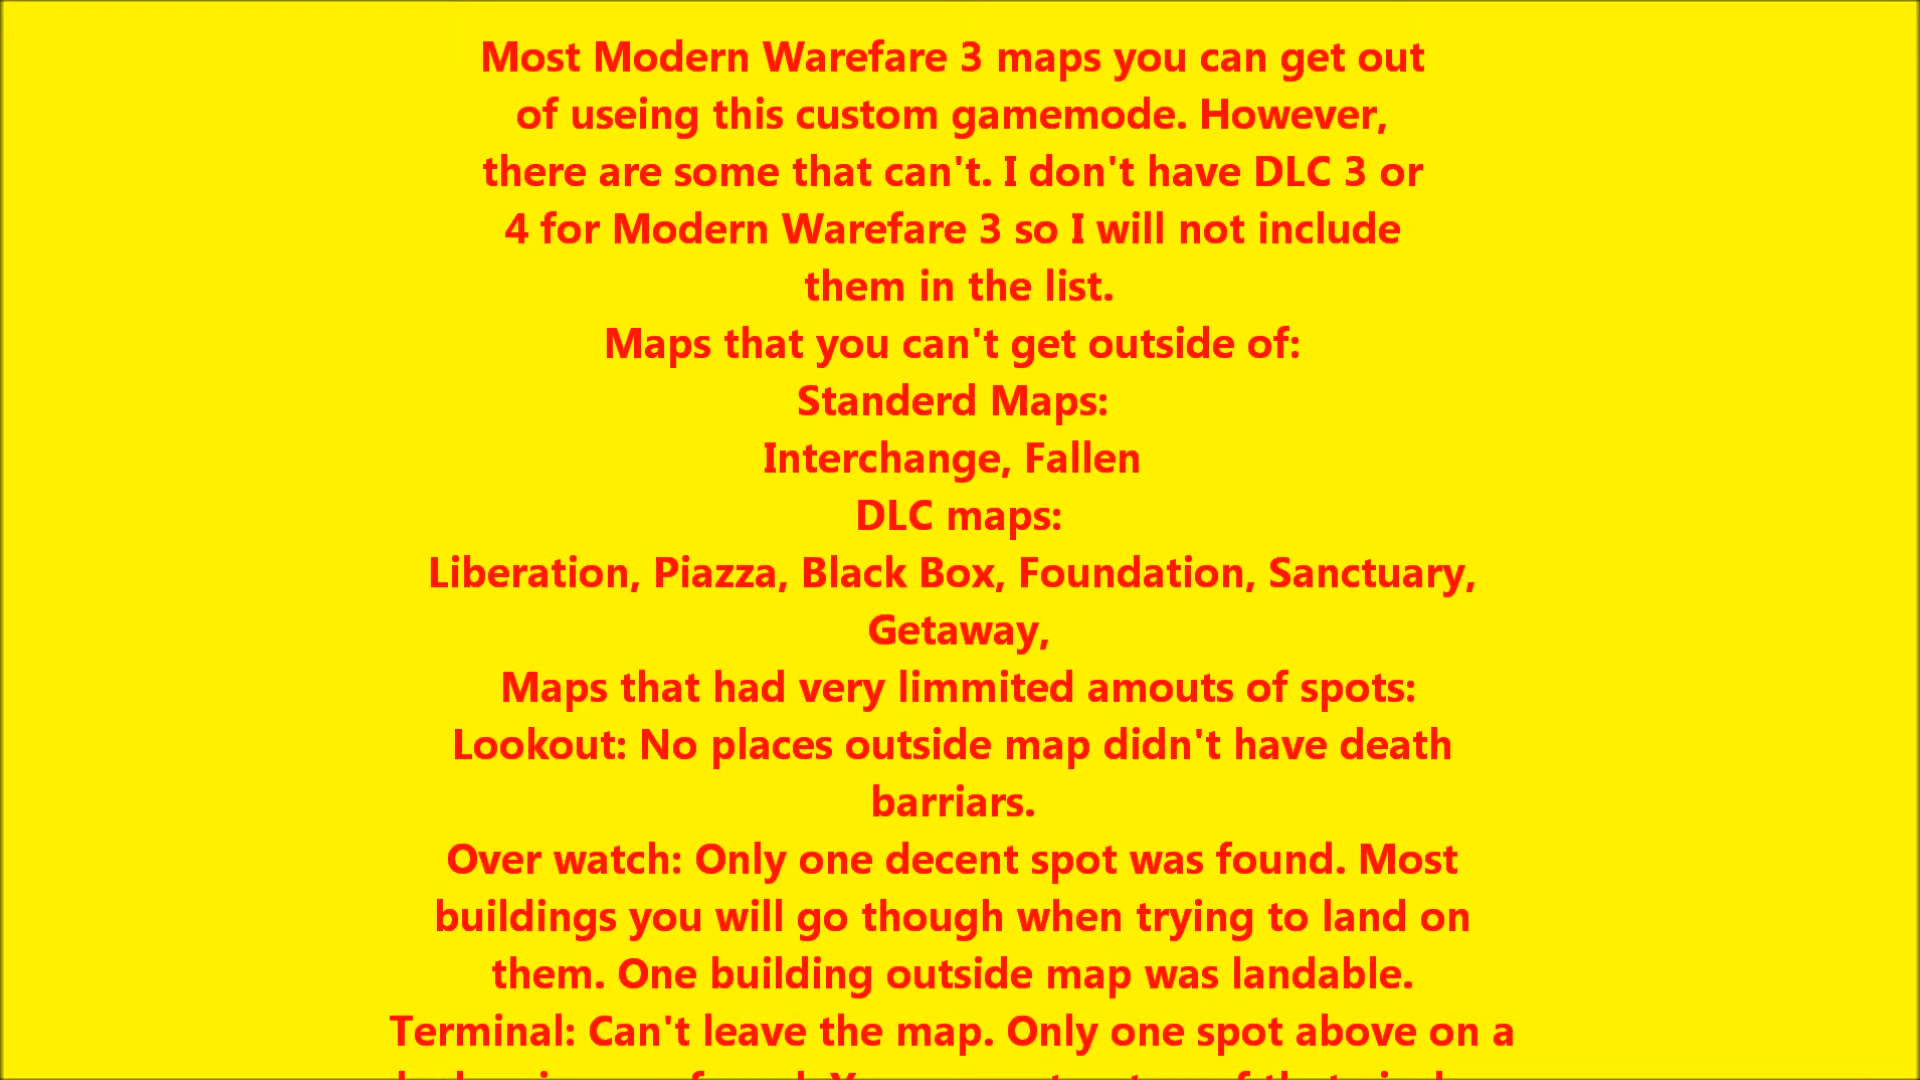 Most Modern Warefare 3 maps you can get out
of useing this custom gamemode. However,
there are some that can't. I don't have DLC 3 or
4 for Modern Warefare 3 so I will not include
them in the list.
Maps that you can't get outside of:
Standerd Maps:
Interchange, Fallen
DLC maps:
Liberation, Piazza, Black Box, Foundation, Sanctuary,
Getaway,
Maps that had very limmited amouts of spots:
Lookout: No places outside map didn't have death
barriars.
Over watch: Only one decent spot was found. Most
buildings you will go though when trying to land on
them. One building outside map was landable.
Terminal: Can't leave the map. Only one spot above on a